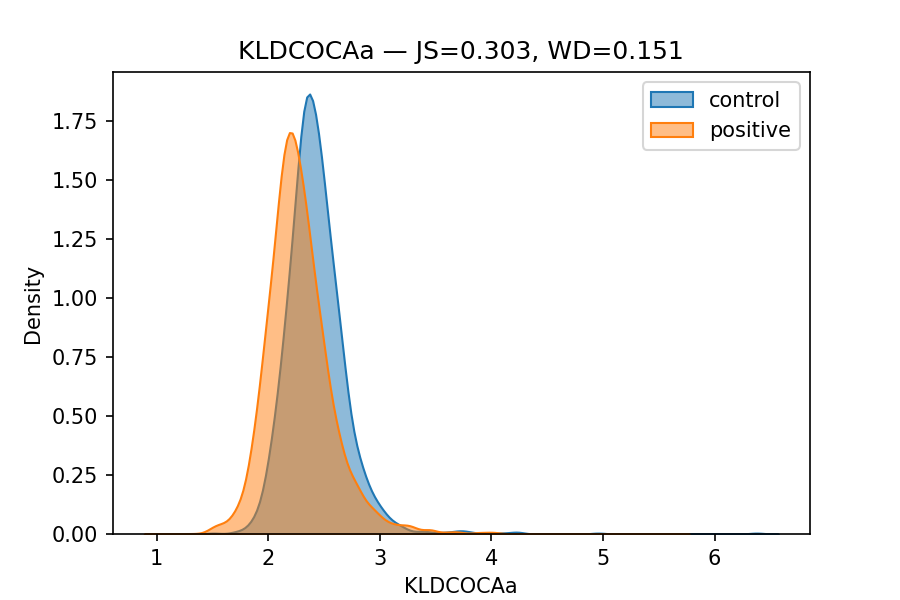 KLDCOCAa — JS=0.303, WD=0.151
control
positive
Density
1.75
1.50
1.25
1.00
0.75
0.50
0.25
0.00
1 2 3 4 5 6
KLDCOCAa